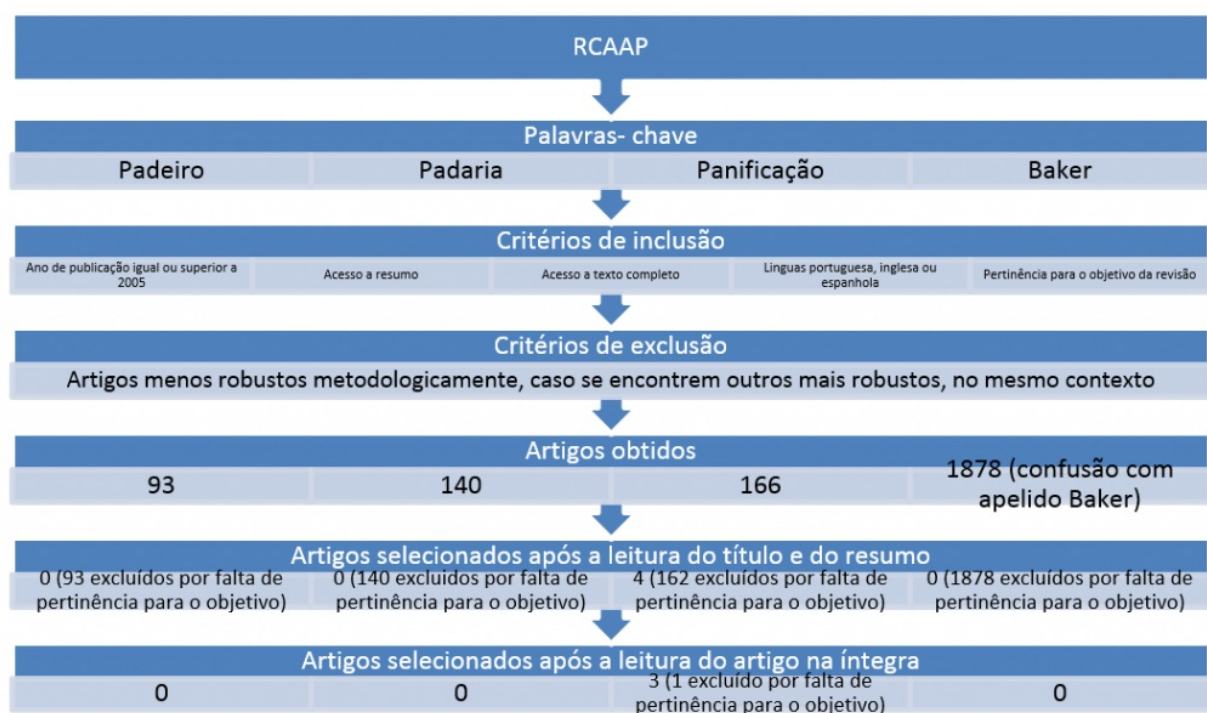 RCAAP
Palavras- chave
Padeiro
Padaria
Panificação
Baker
Critérios de inclusão
Ano de publicação igual ou superior a
2005
Acesso a resumo
Acesso a texto completo
Linguas portuguesa, inglesa ou
espanhola
Pertinência para o objetivo da revisão
Critérios de exclusão
Artigos menos robustos metodologicamente, caso se encontrem outros mais robustos, no mesmo contexto
Artigos obtidos
93
140
166
1878 (confusão com
apelido Baker)
Artigos selecionados após a leitura do título e do resumo
0 (93 excluídos por falta de
pertinência para o objetivo)
0 (140 excluidos por falta de
pertinência para o objetivo)
4 (162 excluídos por falta de
pertinência para o objetivo)
0 (1878 excluídos por falta de
pertinência para o objetivo)
Artigos selecionados após a leitura do artigo na íntegra
0
0
3 (1 excluído por falta de
pertinência para o objetivo)
0